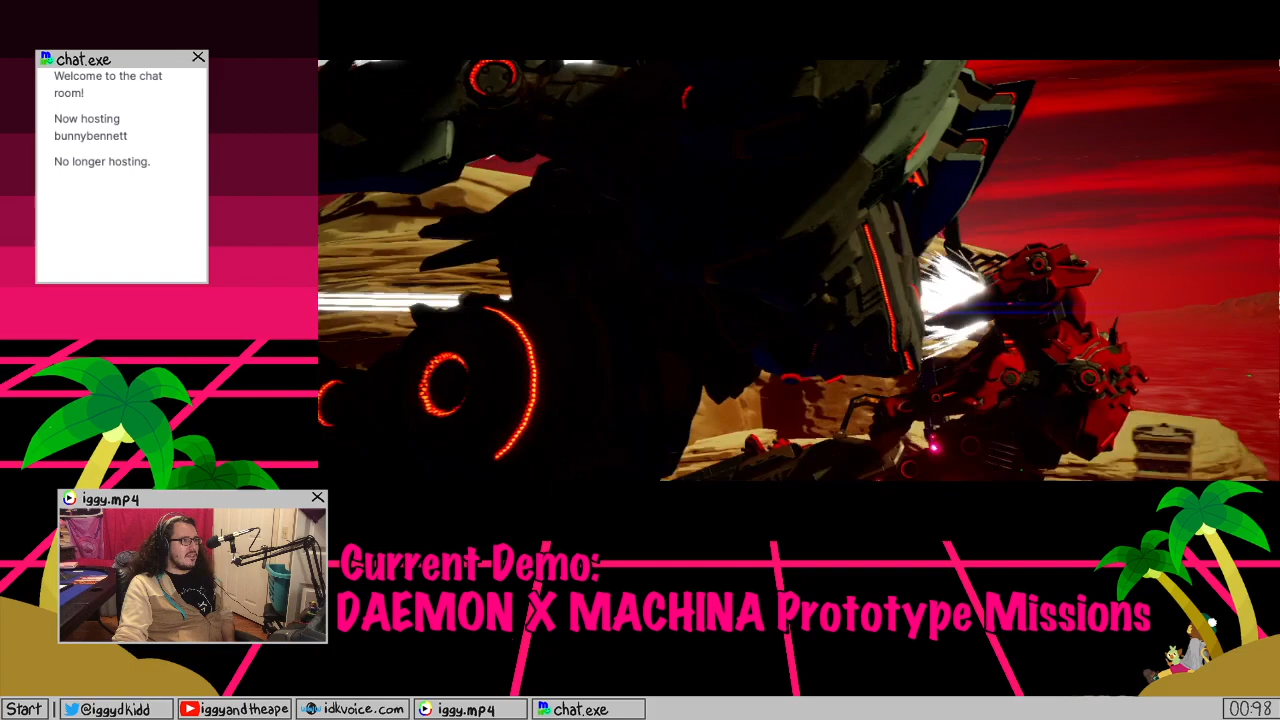 chat.exe
Welcome to the chat
room!
Now hosting
bunnybennett
No longer hosting.
iggy.mp4
Current Demo:
DAEMON X MACHINA Prototype Missions
Start
@iggydkidd
iggyandtheape
www idkvoice.com
iggy.mp4
chat.exe
00:98